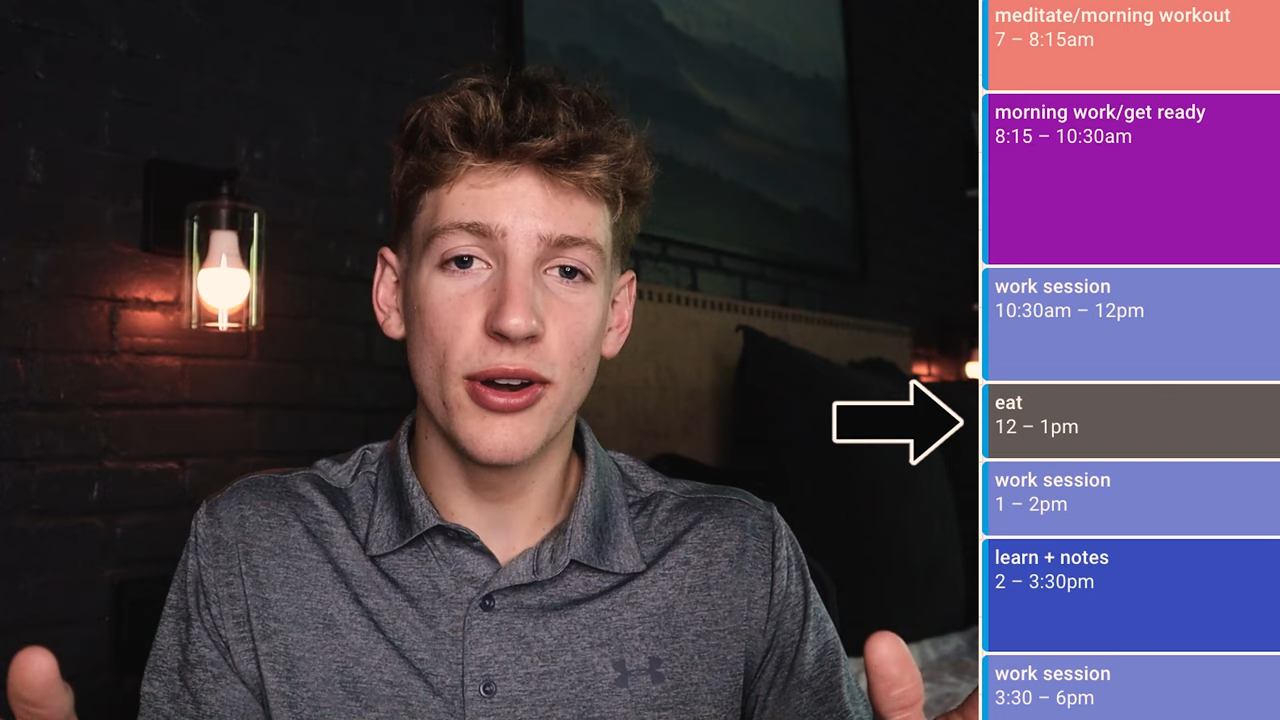 meditate/morning workout
7 – 8:15am
morning work/get ready
8:15 – 10:30am
work session
10:30am – 12pm
eat
12 – 1pm
work session
1 – 2pm
learn + notes
2 – 3:30pm
work session
3:30 – 6pm